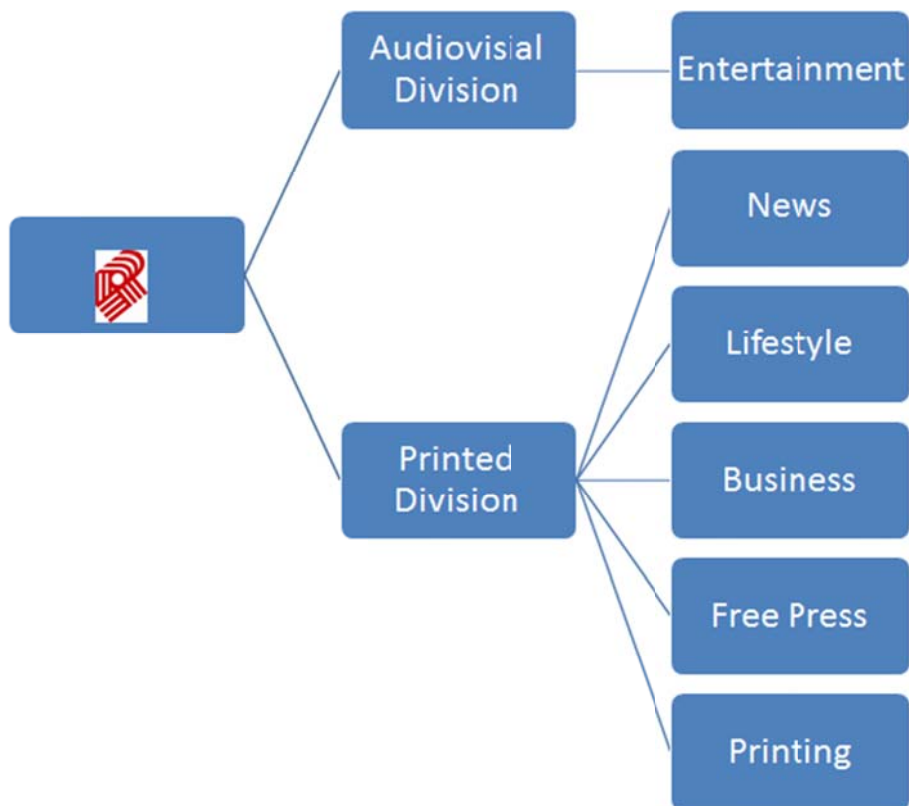 Audiovisial
Division
Entertainment
News
Lifestyle
Printed
Division
Business
Free Press
Printing